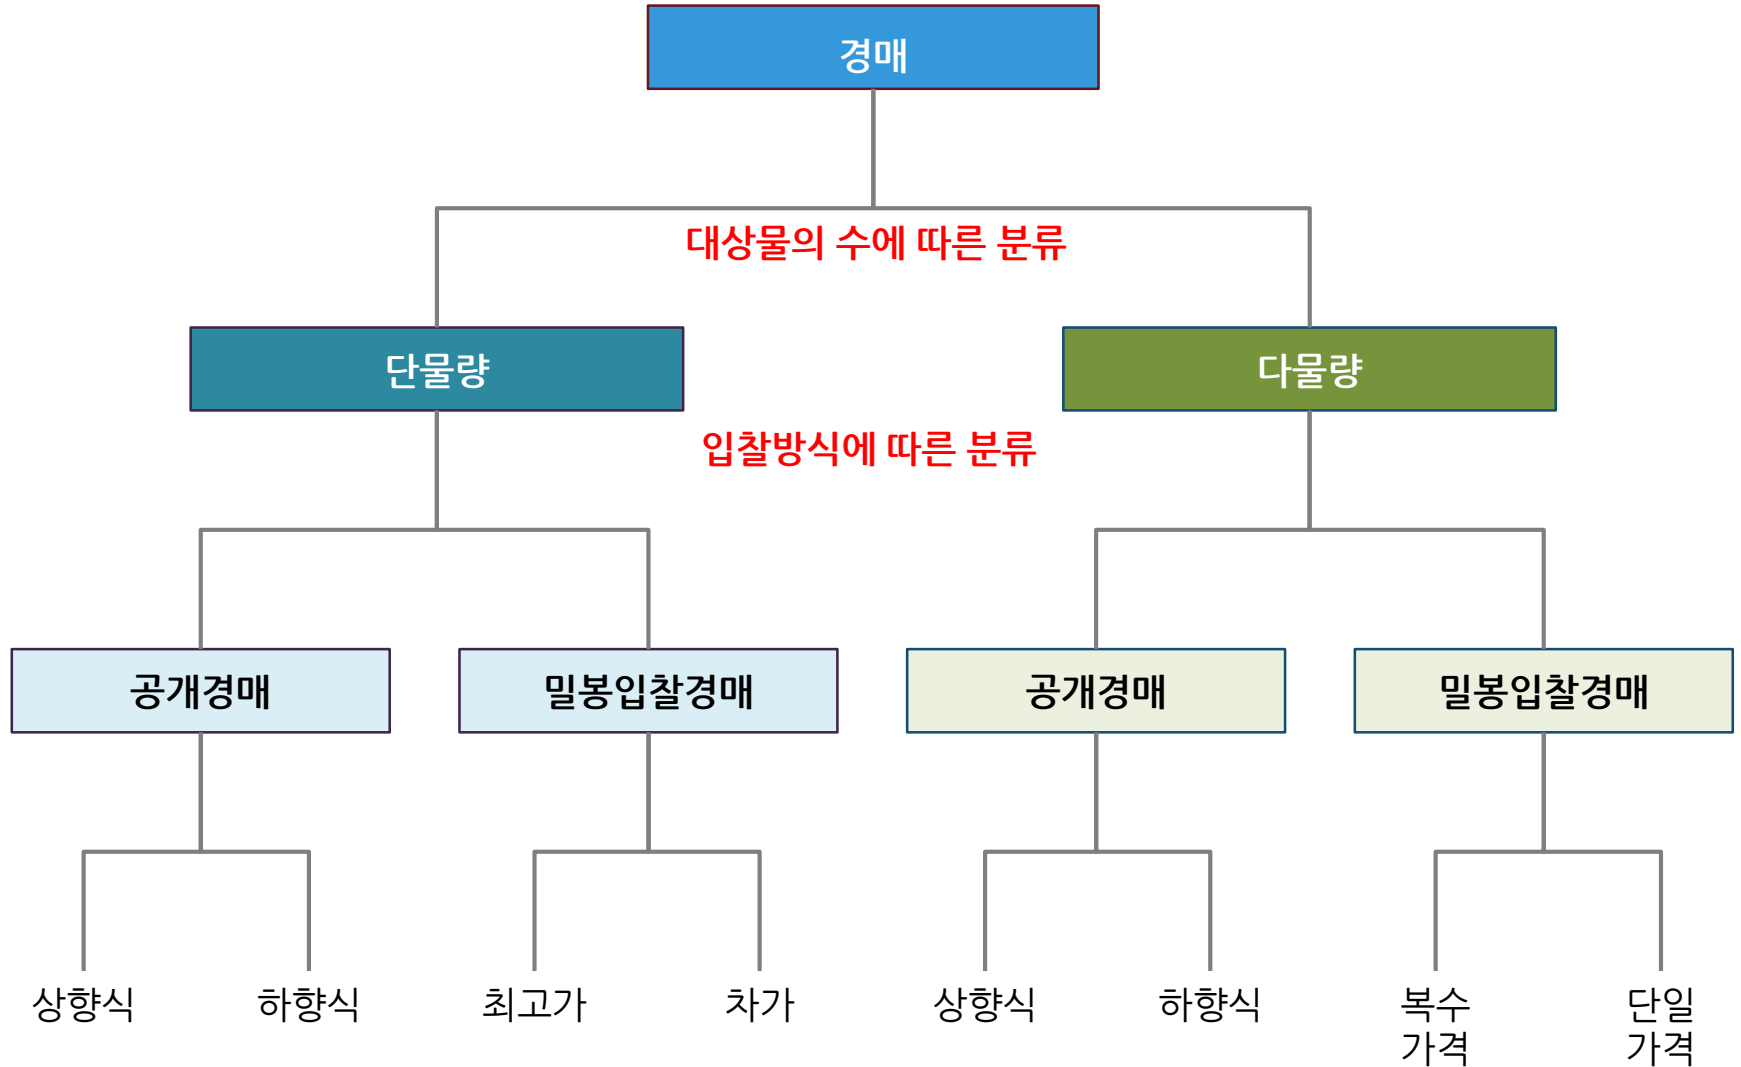 경매
대상물의 수에 따른 분류
단물량
다물량
입찰방식에 따른 분류
공개경매
밀봉입찰경매
공개경매
밀봉입찰경매
상향식
하향식
최고가
차가
상향식
하향식
복수
가격
단일
가격